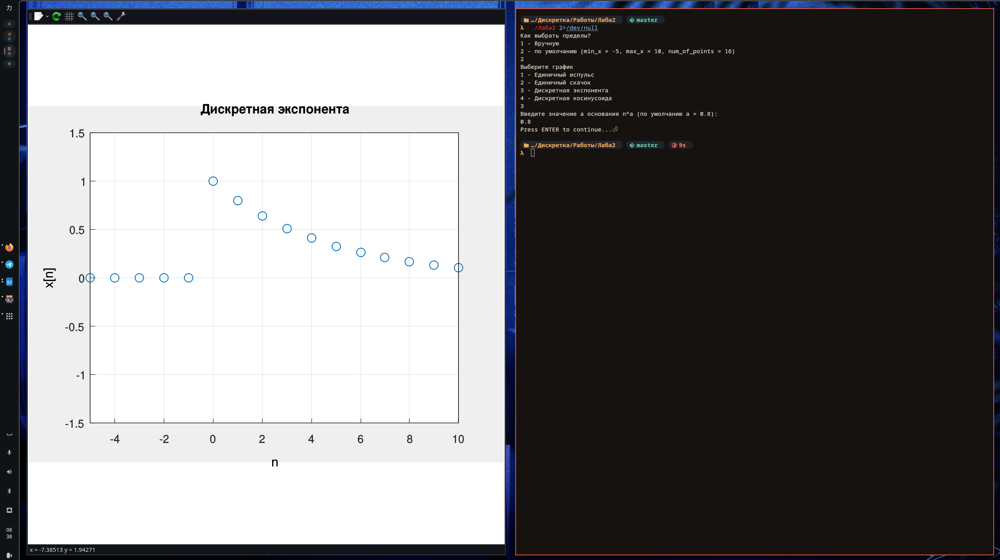 力
Дискретная экспонента
1.5
1
0.5
0
-0.5
-1
-1.5
x[n]
-4 -2 0 2 4 6 8 10
n
x = -7.38513 y = 1.94271
08
38
…/Дискретка/Работы/Лаба2 master
λ ./Лаба2 2>/dev/null
Как выбрать пределы?
1 - Вручную
2 - по умолчанию (min_x = -5, max_x = 10, num_of_points = 16)
2
Выберите график
1 - Единичный испульс
2 - Единичный скачок
3 - Дискретная экспонента
4 - Дискретная косинусоида
3
Введите значение a основания n^a (по умолчанию a = 0.8):
0.8
Press ENTER to continue...⏎
…/Дискретка/Работы/Лаба2 master 9s
λ